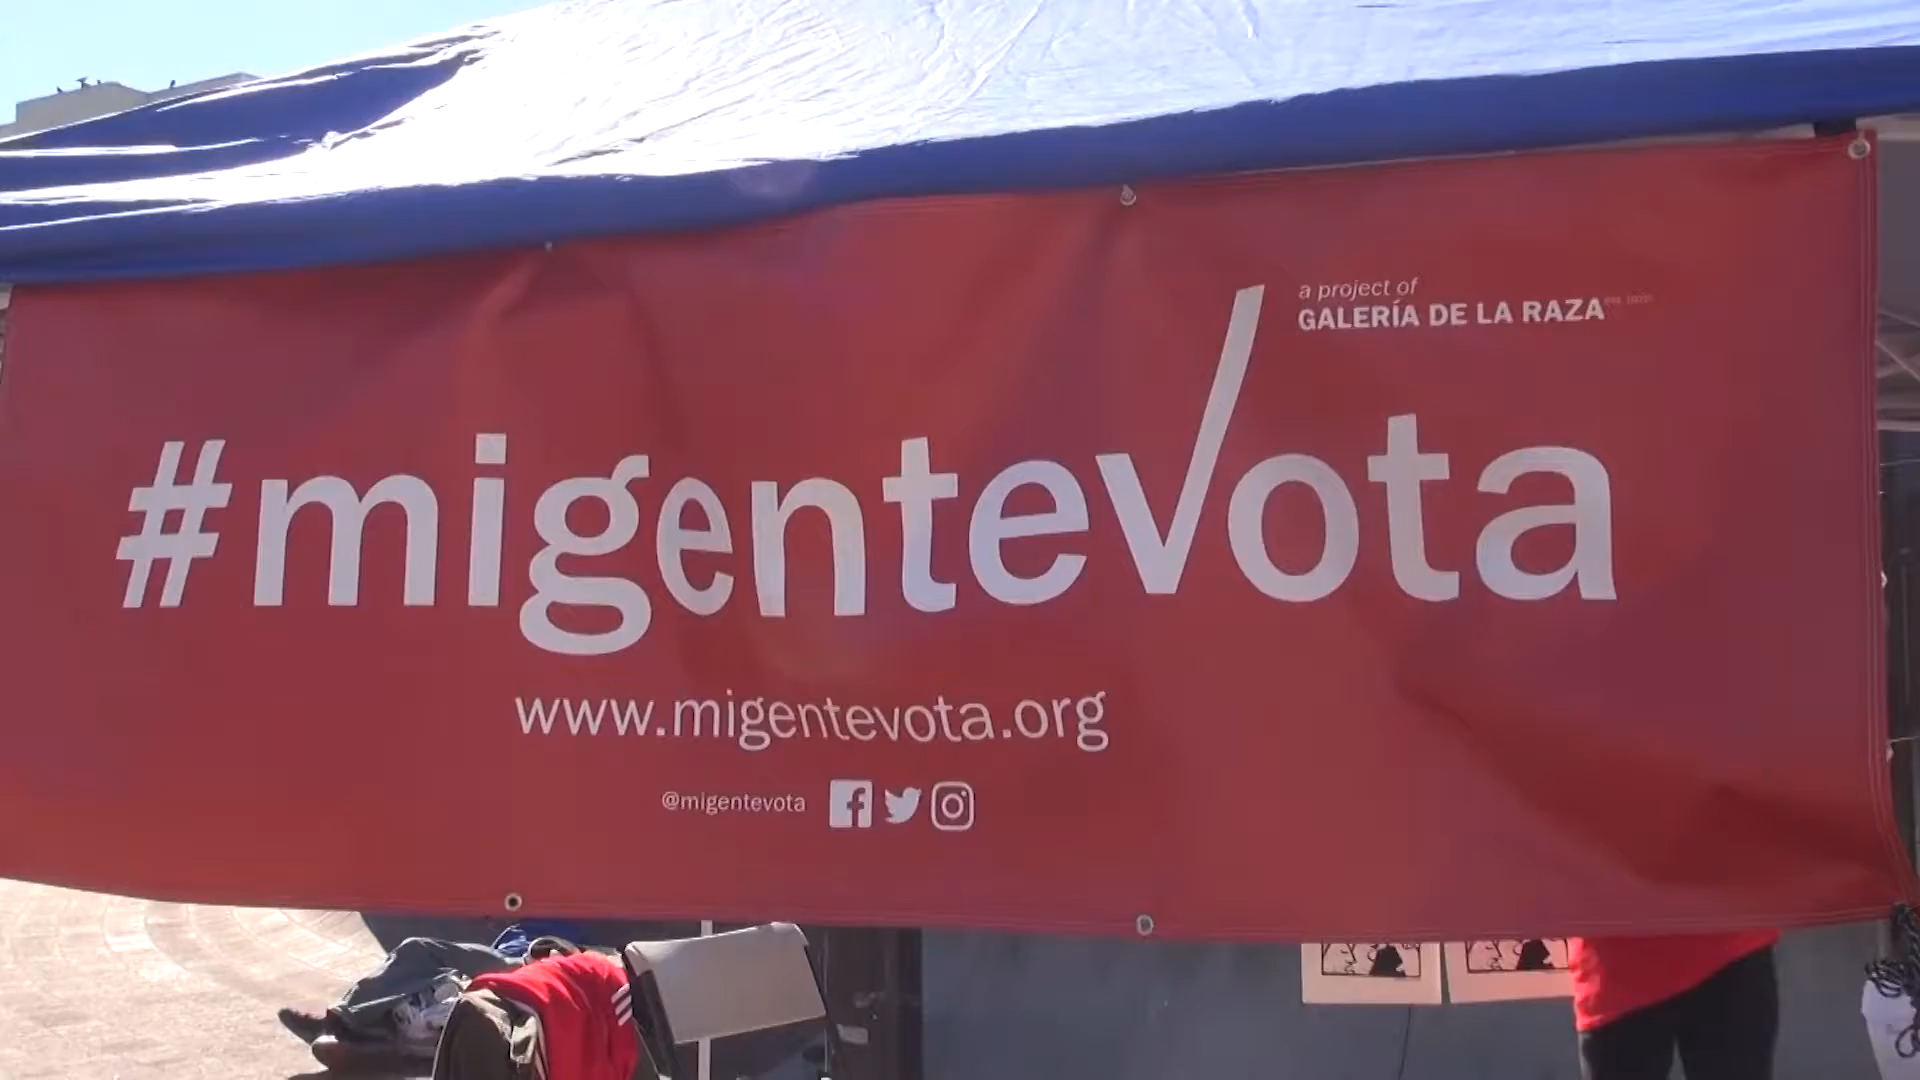 a project of
GALERÍA DE LA RAZA
#migentevota
www.migentevota.org
@migentevota